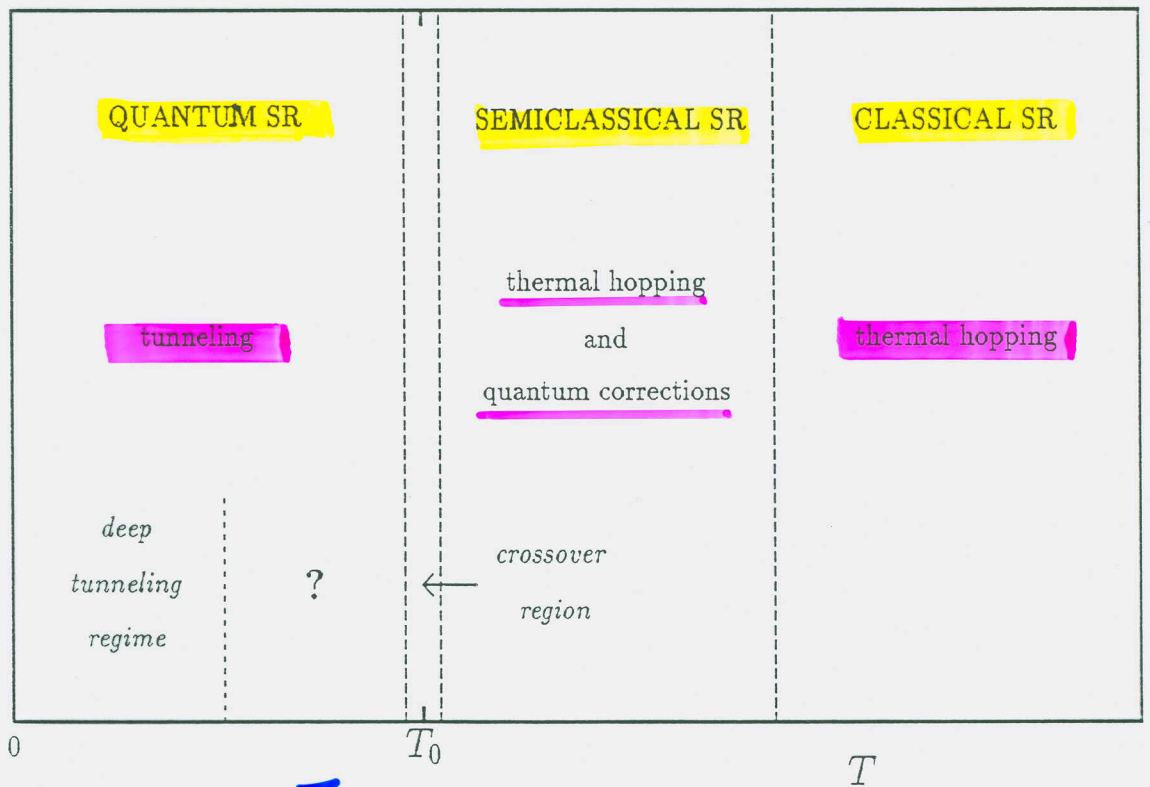 QUANTUM SR
SEMICLASSICAL SR
CLASSICAL SR
tunneling
thermal hopping
and
quantum corrections
thermal hopping
deep
tunneling
regime
?
crossover
region
0
T₀
T